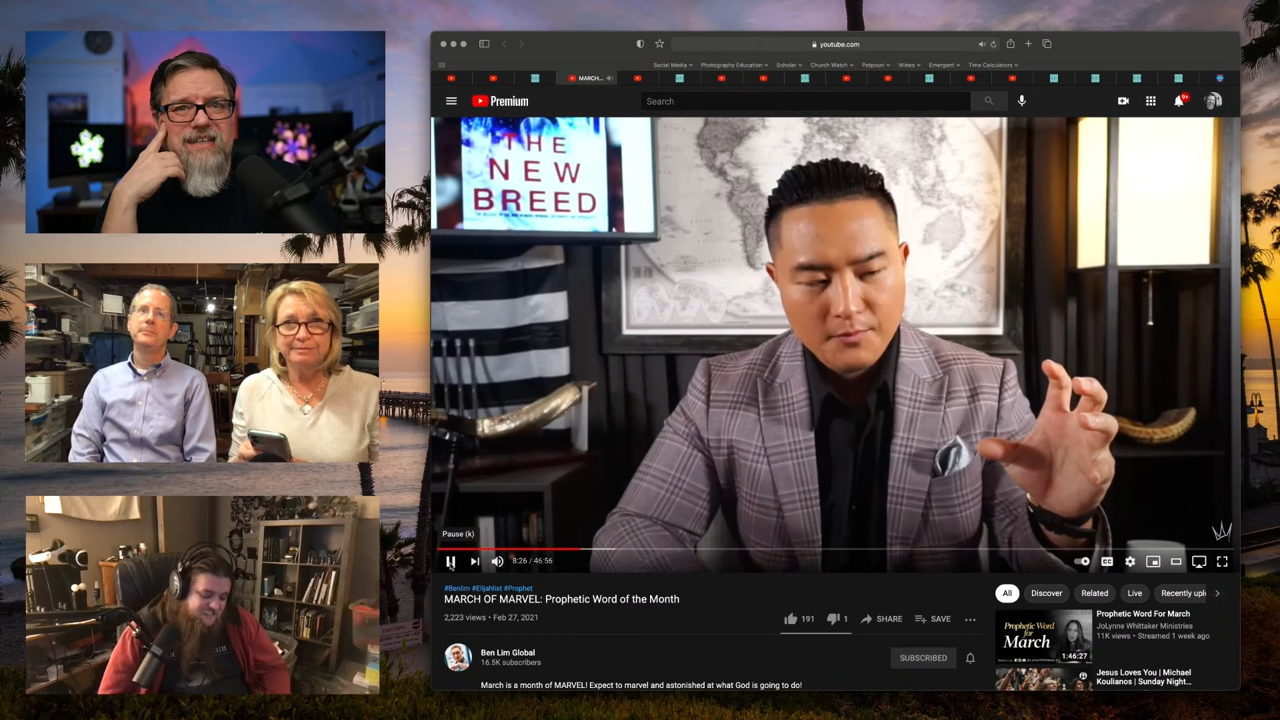 youtube.com
Social Media
Photography Education
Scholar
Church Watch
Petpourri
Wines
Emergent
Time Calculators
MARCH...
Premium
Search
9+
THE
NEW
BREED
Pause (k)
8:26 / 46:56
CC
#Benlim #Elijahlist #Prophet
MARCH OF MARVEL: Prophetic Word of the Month
2,223 views • Feb 27, 2021
191
1
SHARE
SAVE
Ben Lim Global
16.5K subscribers
SUBSCRIBED
March is a month of MARVEL! Expect to marvel and astonished at what God is going to do!
All
Discover
Related
Live
Recently upl
Prophetic Word
for
March
1:46:27
Prophetic Word For March
JoLynne Whittaker Ministries
11K views • Streamed 1 week ago
Jesus Loves You | Michael
Koulianos | Sunday Night...